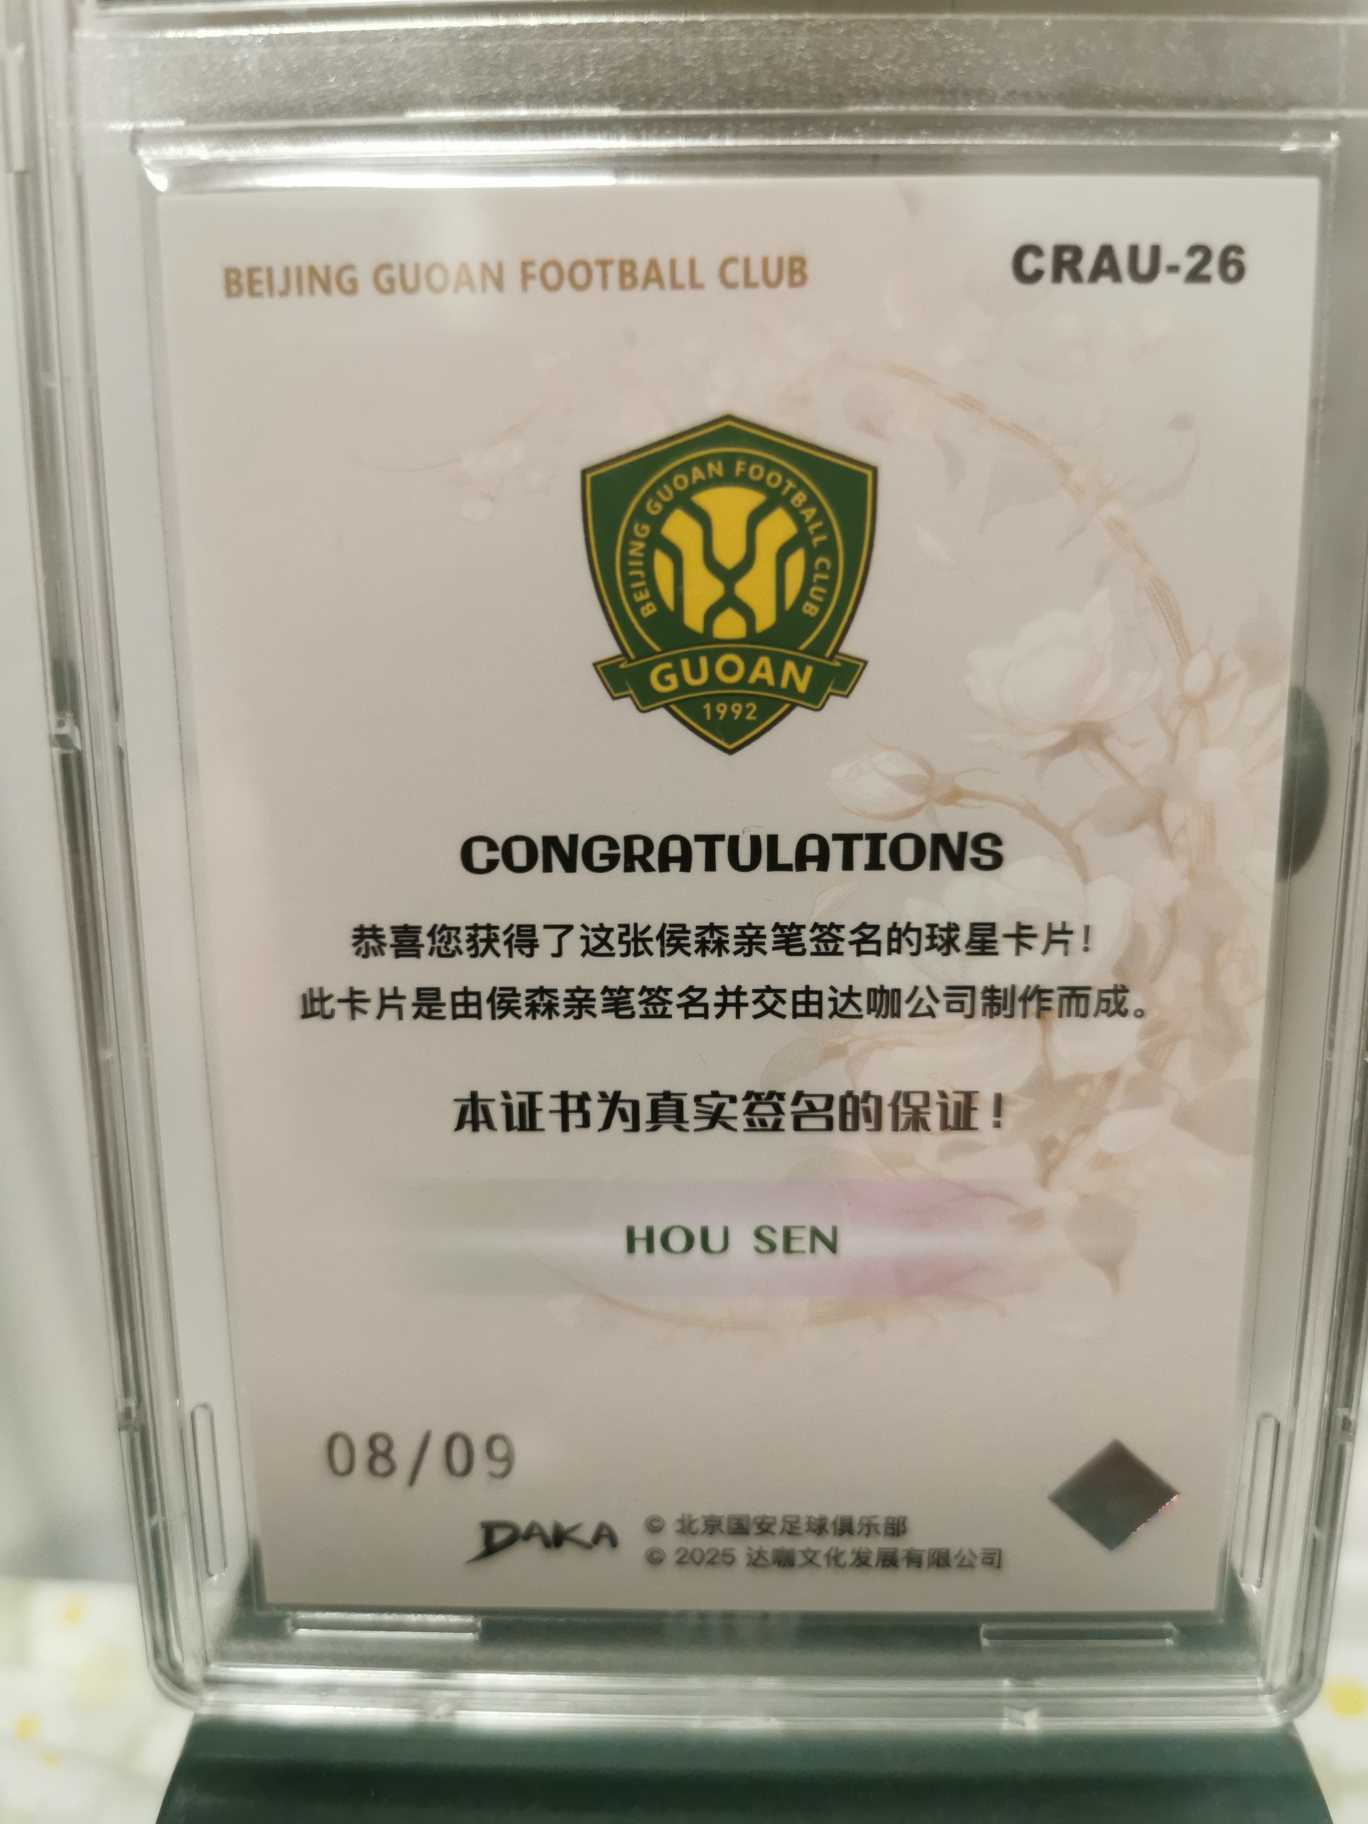 BEIJING GUOAN FOOTBALL CLUB
CRAU-26
BEIJING GUOAN FOOTBALL CLUB
GUOAN
1992
CONGRATULATIONS
恭喜您获得了这张侯森亲笔签名的球星卡片！
此卡片是由侯森亲笔签名并交由达咖公司制作而成。
本证书为真实签名的保证！
HOU SEN
08/09
DAKA
© 北京国安足球俱乐部
© 2025 达咖文化发展有限公司